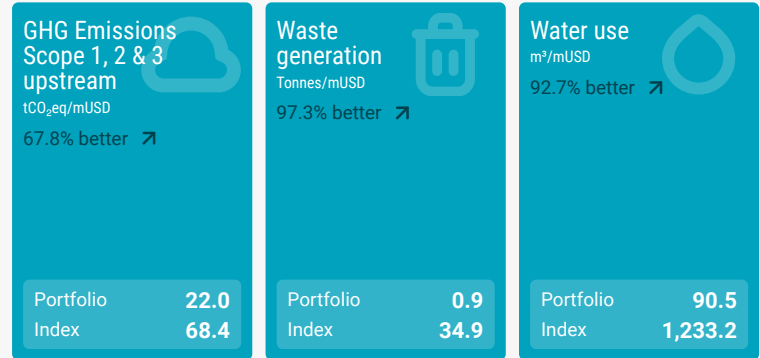 GHG Emissions
Scope 1, 2 & 3
upstream
tCO₂eq/mUSD
67.8% better
Portfolio 22.0
Index 68.4
Waste
generation
Tonnes/mUSD
97.3% better
Portfolio 0.9
Index 34.9
Water use
m³/mUSD
92.7% better
Portfolio 90.5
Index 1,233.2